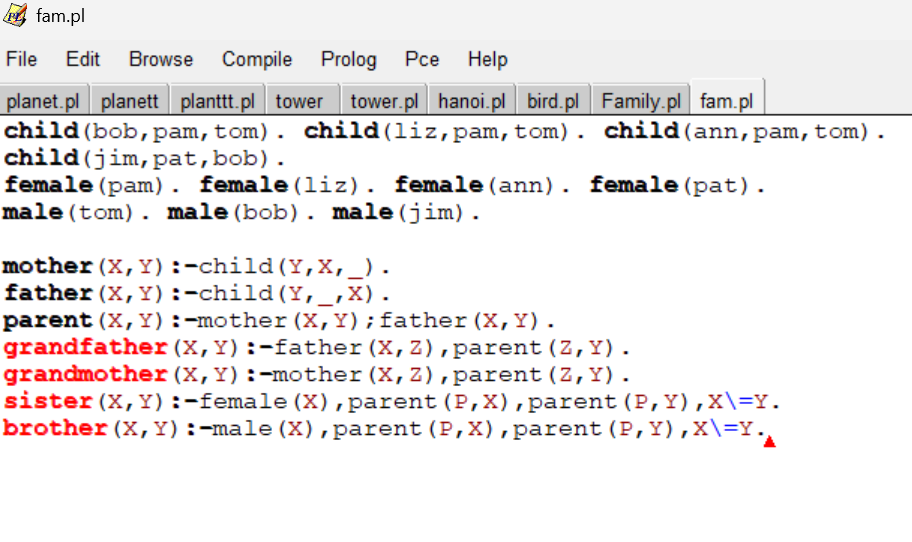 fam.pl
File Edit Browse Compile Prolog Pce Help
planet.pl planett planttt.pl tower tower.pl hanoi.pl bird.pl Family.pl fam.pl
child(bob,pam,tom). child(liz,pam,tom). child(ann,pam,tom).
child(jim,pat,bob).
female(pam). female(liz). female(ann). female(pat).
male(tom). male(bob). male(jim).
mother(X,Y):-child(Y,X,_).
father(X,Y):-child(Y,_,X).
parent(X,Y):-mother(X,Y);father(X,Y).
grandfather(X,Y):-father(X,Z),parent(Z,Y).
grandmother(X,Y):-mother(X,Z),parent(Z,Y).
sister(X,Y):-female(X),parent(P,X),parent(P,Y),X\=Y.
brother(X,Y):-male(X),parent(P,X),parent(P,Y),X\=Y.